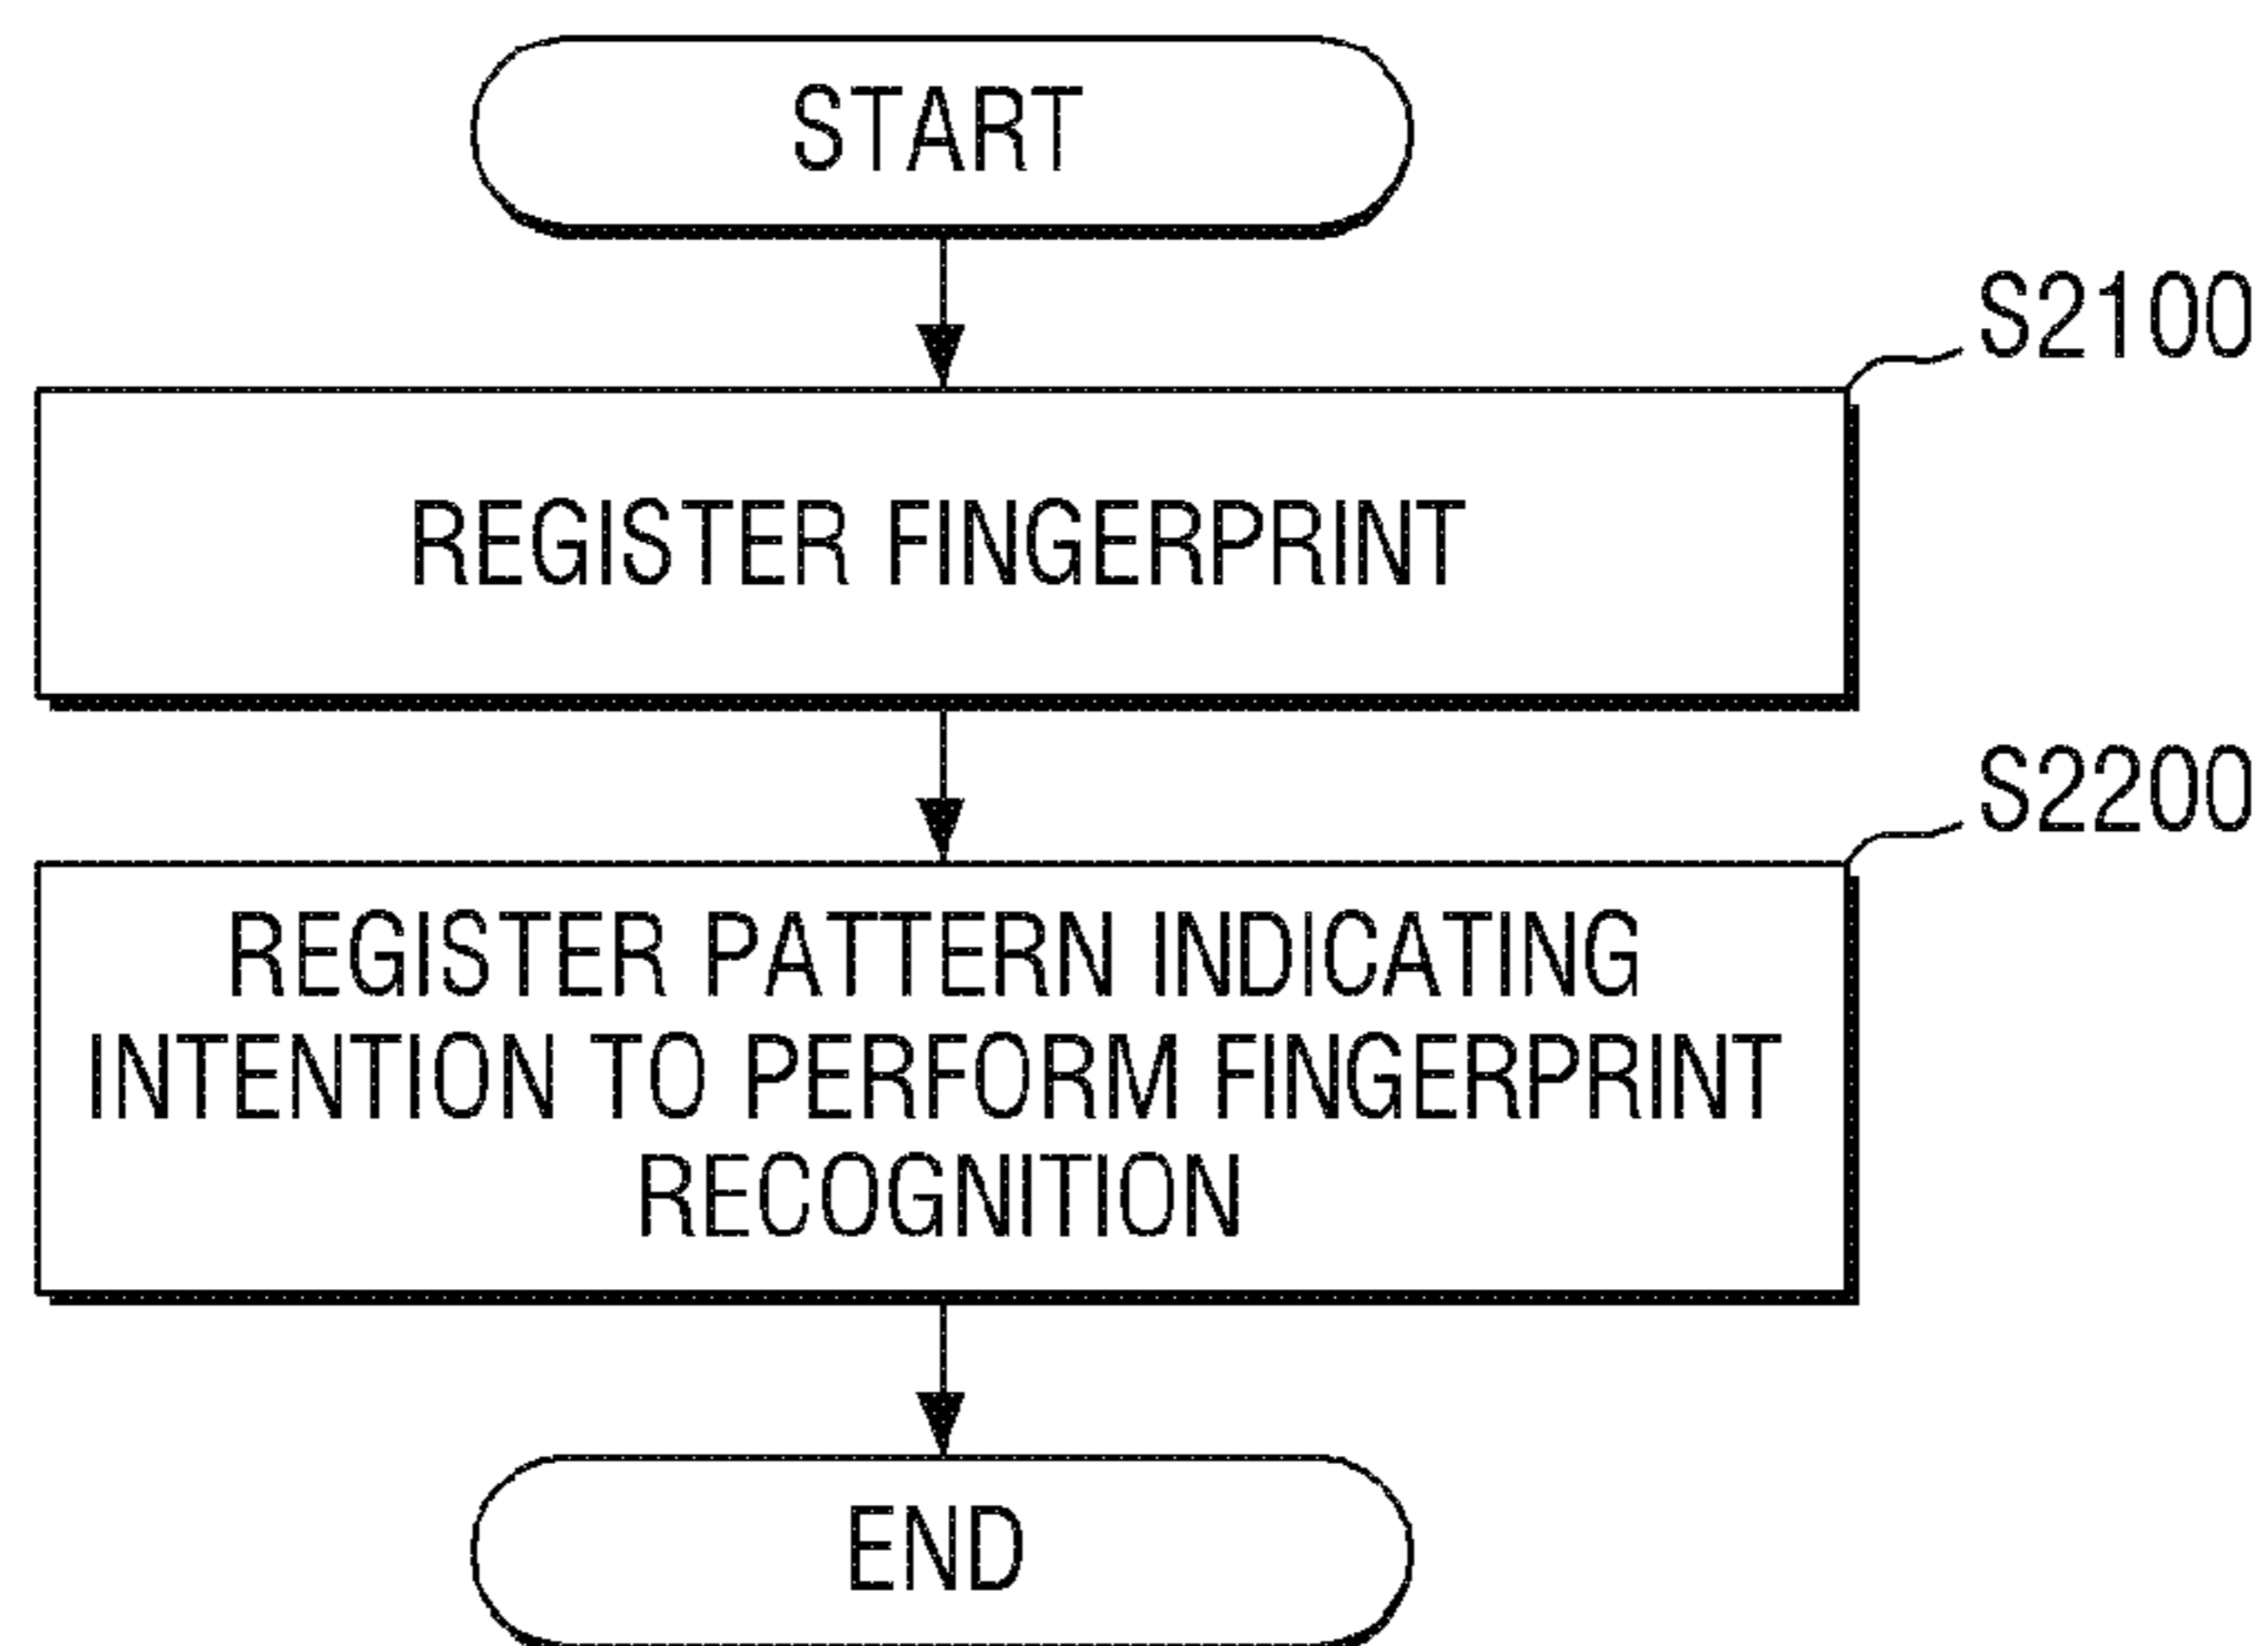 START
S2100
REGISTER FINGERPRINT
S2200
REGISTER PATTERN INDICATING
INTENTION TO PERFORM FINGERPRINT
RECOGNITION
END